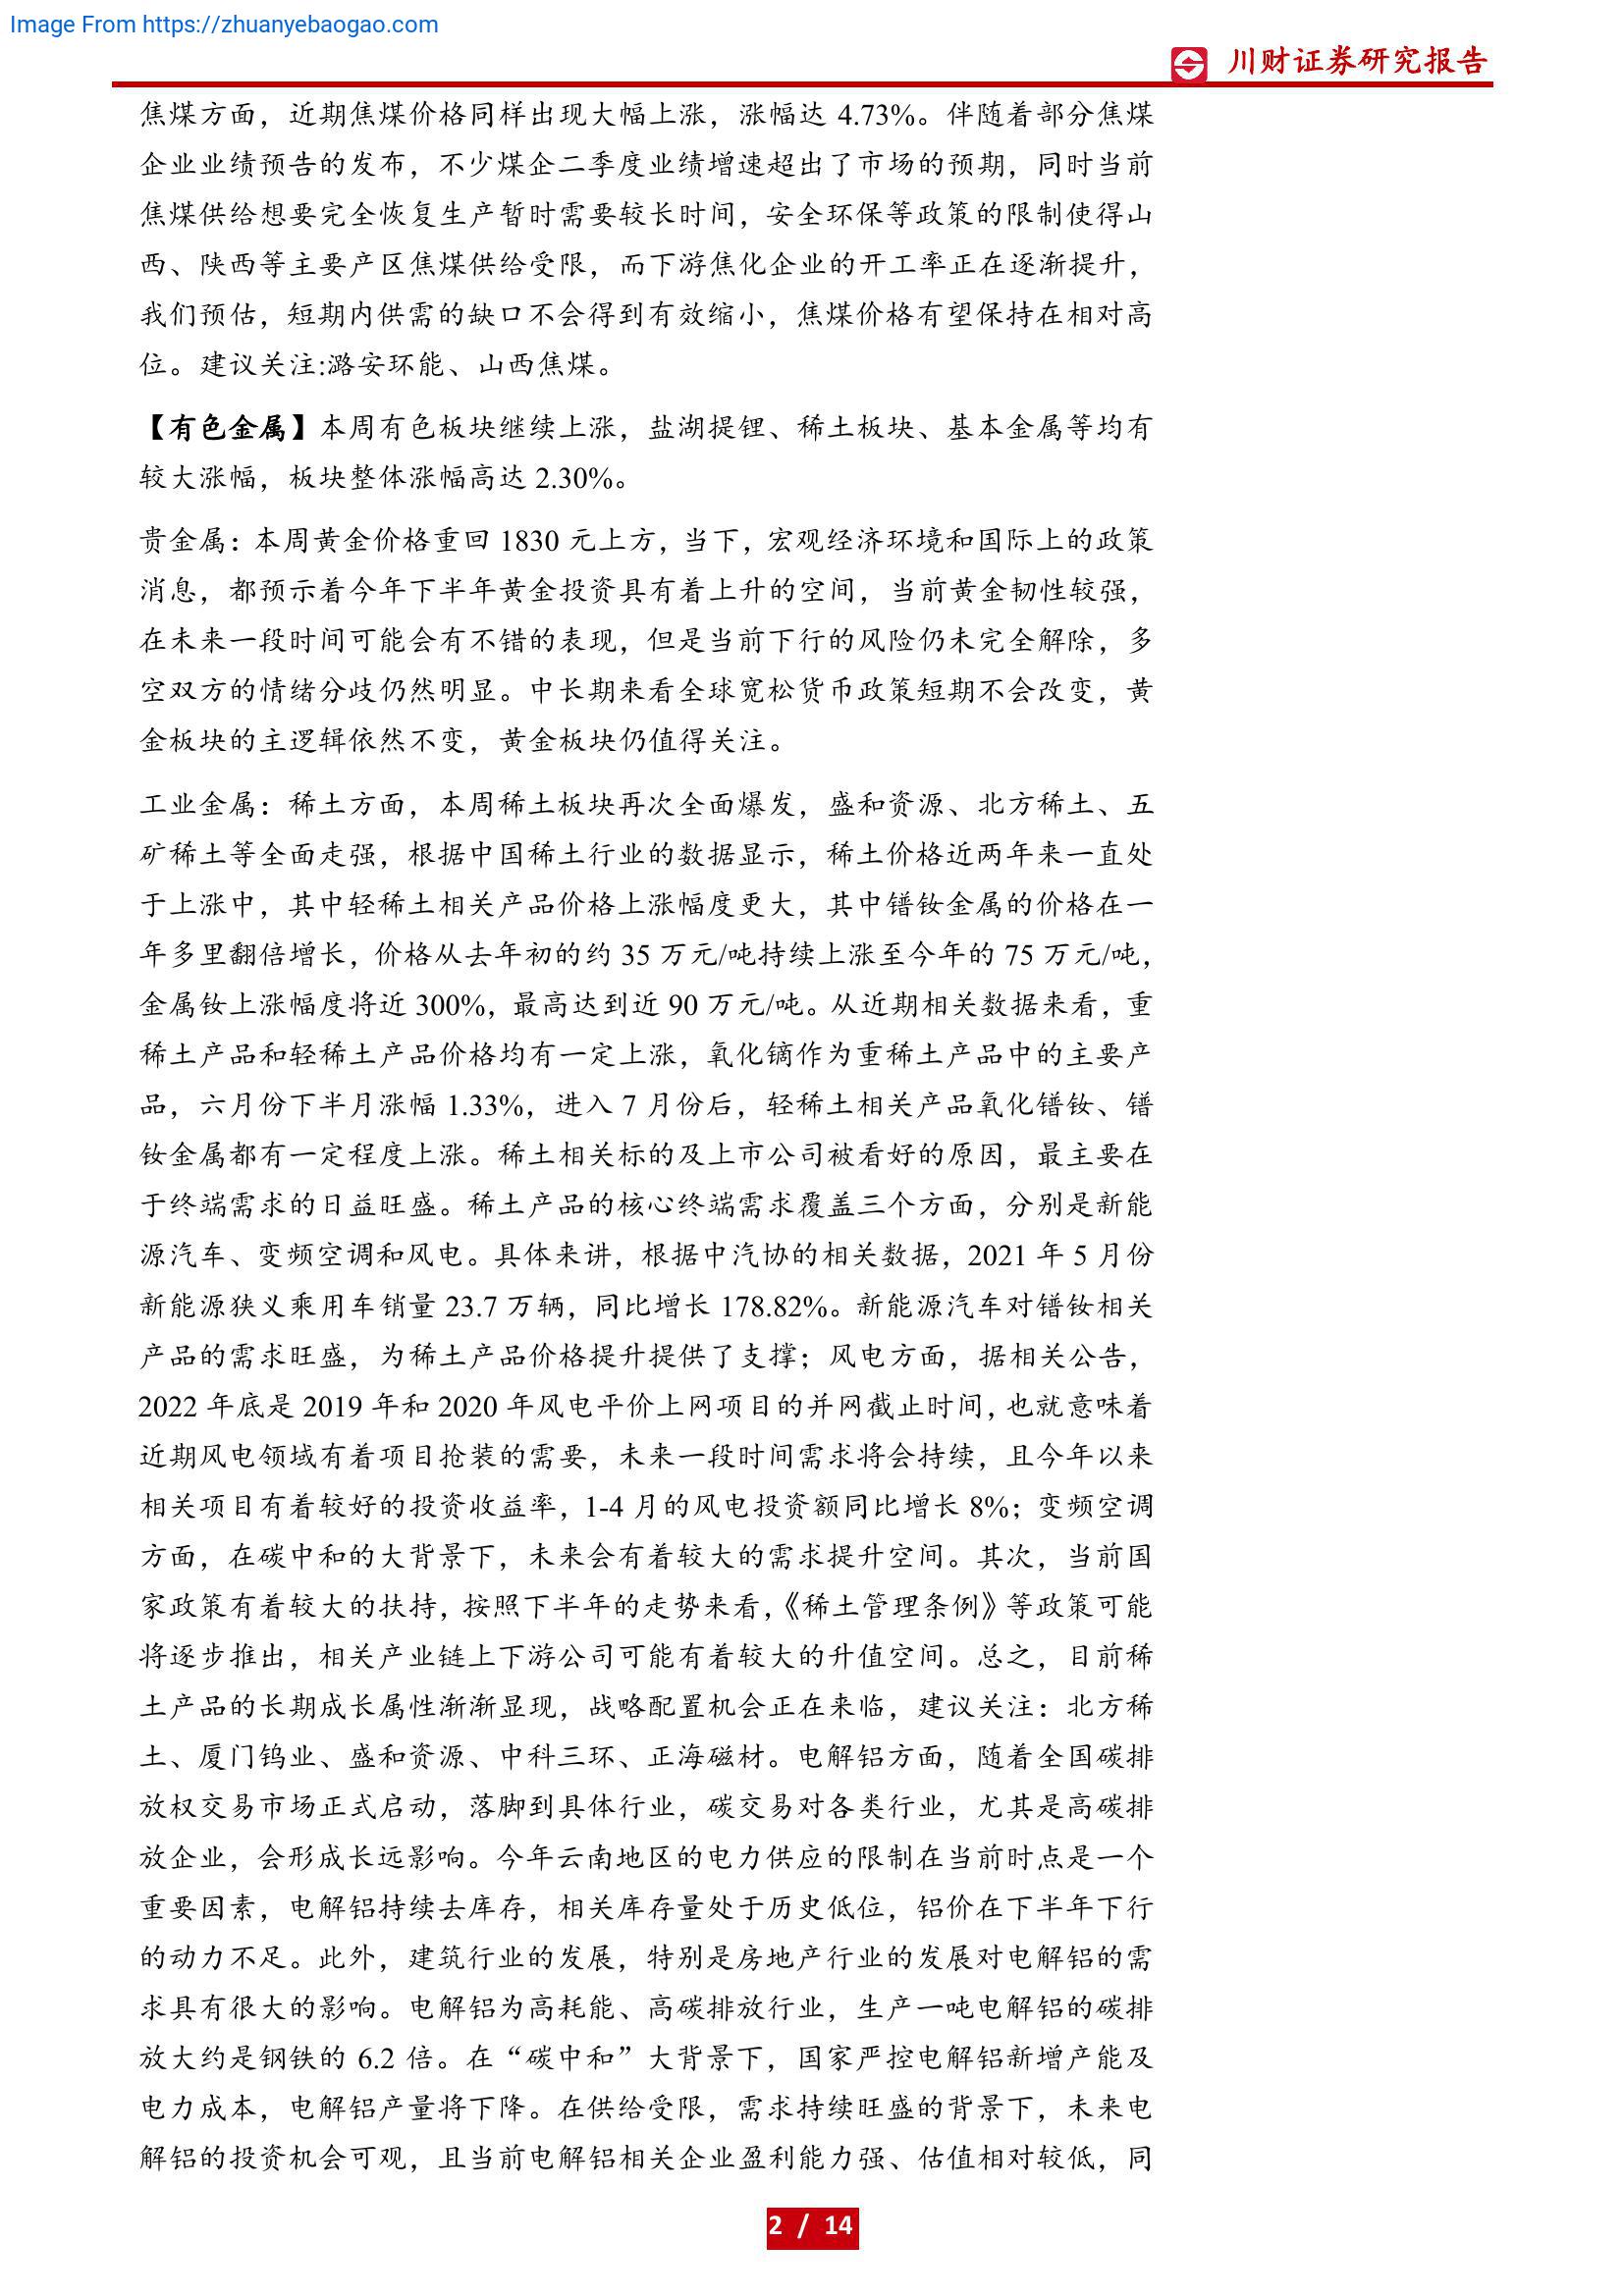 Image From https://zhuanyebaogao.com
川财证券研究报告
焦煤方面，近期焦煤价格同样出现大幅上涨，涨幅达 4.73%。伴随着部分焦煤
企业业绩预告的发布，不少煤企二季度业绩增速超出了市场的预期，同时当前
焦煤供给想要完全恢复生产暂时需要较长时间，安全环保等政策的限制使得山
西、陕西等主要产区焦煤供给受限，而下游焦化企业的开工率正在逐渐提升，
我们预估，短期内供需的缺口不会得到有效缩小，焦煤价格有望保持在相对高
位。建议关注:潞安环能、山西焦煤。
【有色金属】本周有色板块继续上涨，盐湖提锂、稀土板块、基本金属等均有
较大涨幅，板块整体涨幅高达 2.30%。
贵金属：本周黄金价格重回 1830 元上方，当下，宏观经济环境和国际上的政策
消息，都预示着今年下半年黄金投资具有着上升的空间，当前黄金韧性较强，
在未来一段时间可能会有不错的表现，但是当前下行的风险仍未完全解除，多
空双方的情绪分歧仍然明显。中长期来看全球宽松货币政策短期不会改变，黄
金板块的主逻辑依然不变，黄金板块仍值得关注。
工业金属：稀土方面，本周稀土板块再次全面爆发，盛和资源、北方稀土、五
矿稀土等全面走强，根据中国稀土行业的数据显示，稀土价格近两年来一直处
于上涨中，其中轻稀土相关产品价格上涨幅度更大，其中镨钕金属的价格在一
年多里翻倍增长，价格从去年初的约 35 万元/吨持续上涨至今年的 75 万元/吨，
金属钕上涨幅度将近 300%，最高达到近 90 万元/吨。从近期相关数据来看，重
稀土产品和轻稀土产品价格均有一定上涨，氧化镝作为重稀土产品中的主要产
品，六月份下半月涨幅 1.33%，进入 7 月份后，轻稀土相关产品氧化镨钕、镨
钕金属都有一定程度上涨。稀土相关标的及上市公司被看好的原因，最主要在
于终端需求的日益旺盛。稀土产品的核心终端需求覆盖三个方面，分别是新能
源汽车、变频空调和风电。具体来讲，根据中汽协的相关数据，2021 年 5 月份
新能源狭义乘用车销量 23.7 万辆，同比增长 178.82%。新能源汽车对镨钕相关
产品的需求旺盛，为稀土产品价格提升提供了支撑；风电方面，据相关公告，
2022 年底是 2019 年和 2020 年风电平价上网项目的并网截止时间，也就意味着
近期风电领域有着项目抢装的需要，未来一段时间需求将会持续，且今年以来
相关项目有着较好的投资收益率，1-4 月的风电投资额同比增长 8%；变频空调
方面，在碳中和的大背景下，未来会有着较大的需求提升空间。其次，当前国
家政策有着较大的扶持，按照下半年的走势来看，《稀土管理条例》等政策可能
将逐步推出，相关产业链上下游公司可能有着较大的升值空间。总之，目前稀
土产品的长期成长属性渐渐显现，战略配置机会正在来临，建议关注：北方稀
土、厦门钨业、盛和资源、中科三环、正海磁材。电解铝方面，随着全国碳排
放权交易市场正式启动，落脚到具体行业，碳交易对各类行业，尤其是高碳排
放企业，会形成长远影响。今年云南地区的电力供应的限制在当前时点是一个
重要因素，电解铝持续去库存，相关库存量处于历史低位，铝价在下半年下行
的动力不足。此外，建筑行业的发展，特别是房地产行业的发展对电解铝的需
求具有很大的影响。电解铝为高耗能、高碳排放行业，生产一吨电解铝的碳排
放大约是钢铁的 6.2 倍。在“碳中和”大背景下，国家严控电解铝新增产能及
电力成本，电解铝产量将下降。在供给受限，需求持续旺盛的背景下，未来电
解铝的投资机会可观，且当前电解铝相关企业盈利能力强、估值相对较低，同
2 / 14